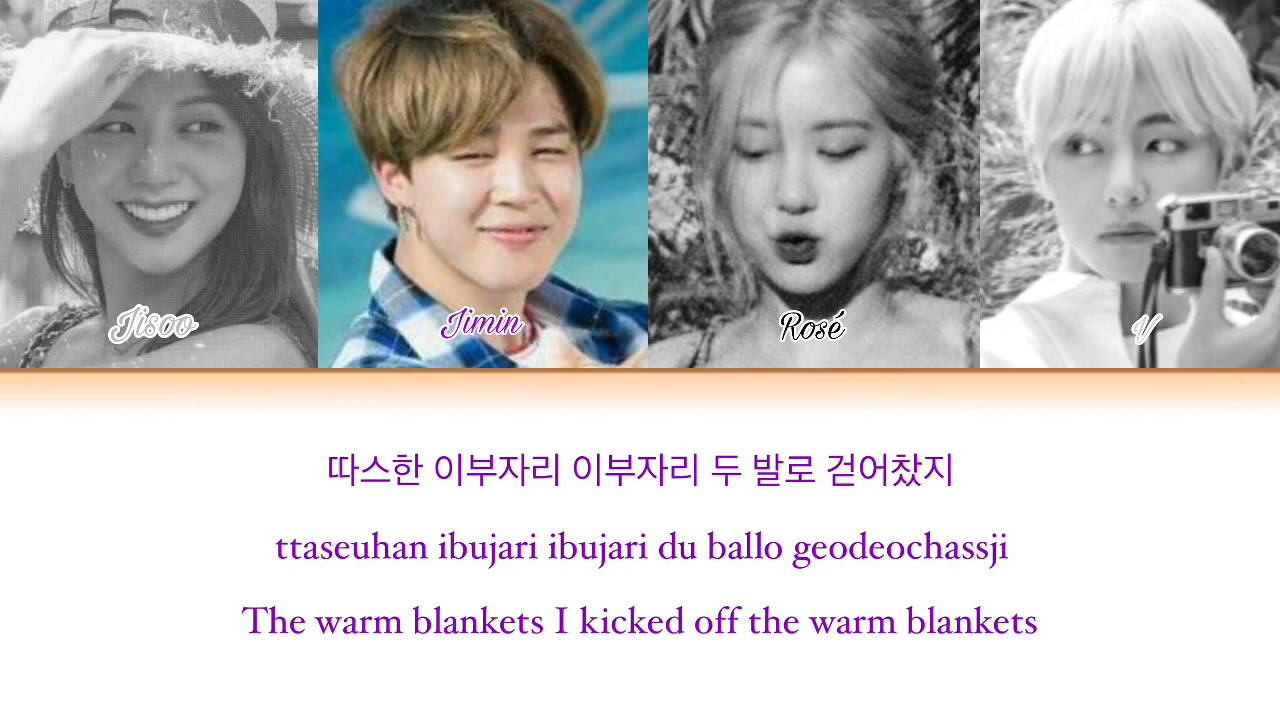 Jisoo
Jimin
Rosé
V
따스한 이부자리 이부자리 두 발로 걷어찼지
ttaseuhan ibujari ibujari du ballo geodeochassji
The warm blankets I kicked off the warm blankets